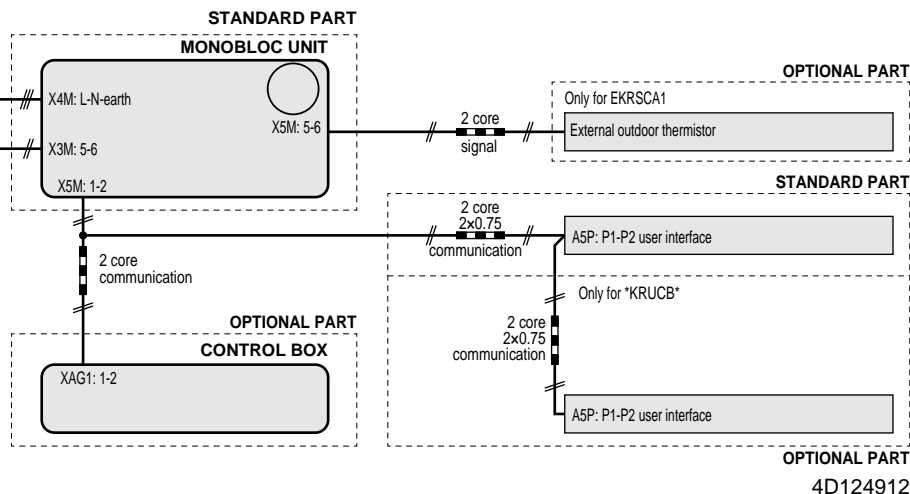 STANDARD PART
MONOBLOC UNIT
X4M: L-N-earth
X5M: 5-6
X3M: 5-6
X5M: 1-2
2 core
signal
OPTIONAL PART
Only for EKRSCA1
External outdoor thermistor
STANDARD PART
2 core
2×0.75
communication
A5P: P1-P2 user interface
2 core
communication
Only for *KRUCB*
2 core
2×0.75
communication
A5P: P1-P2 user interface
OPTIONAL PART
OPTIONAL PART
CONTROL BOX
XAG1: 1-2
4D124912